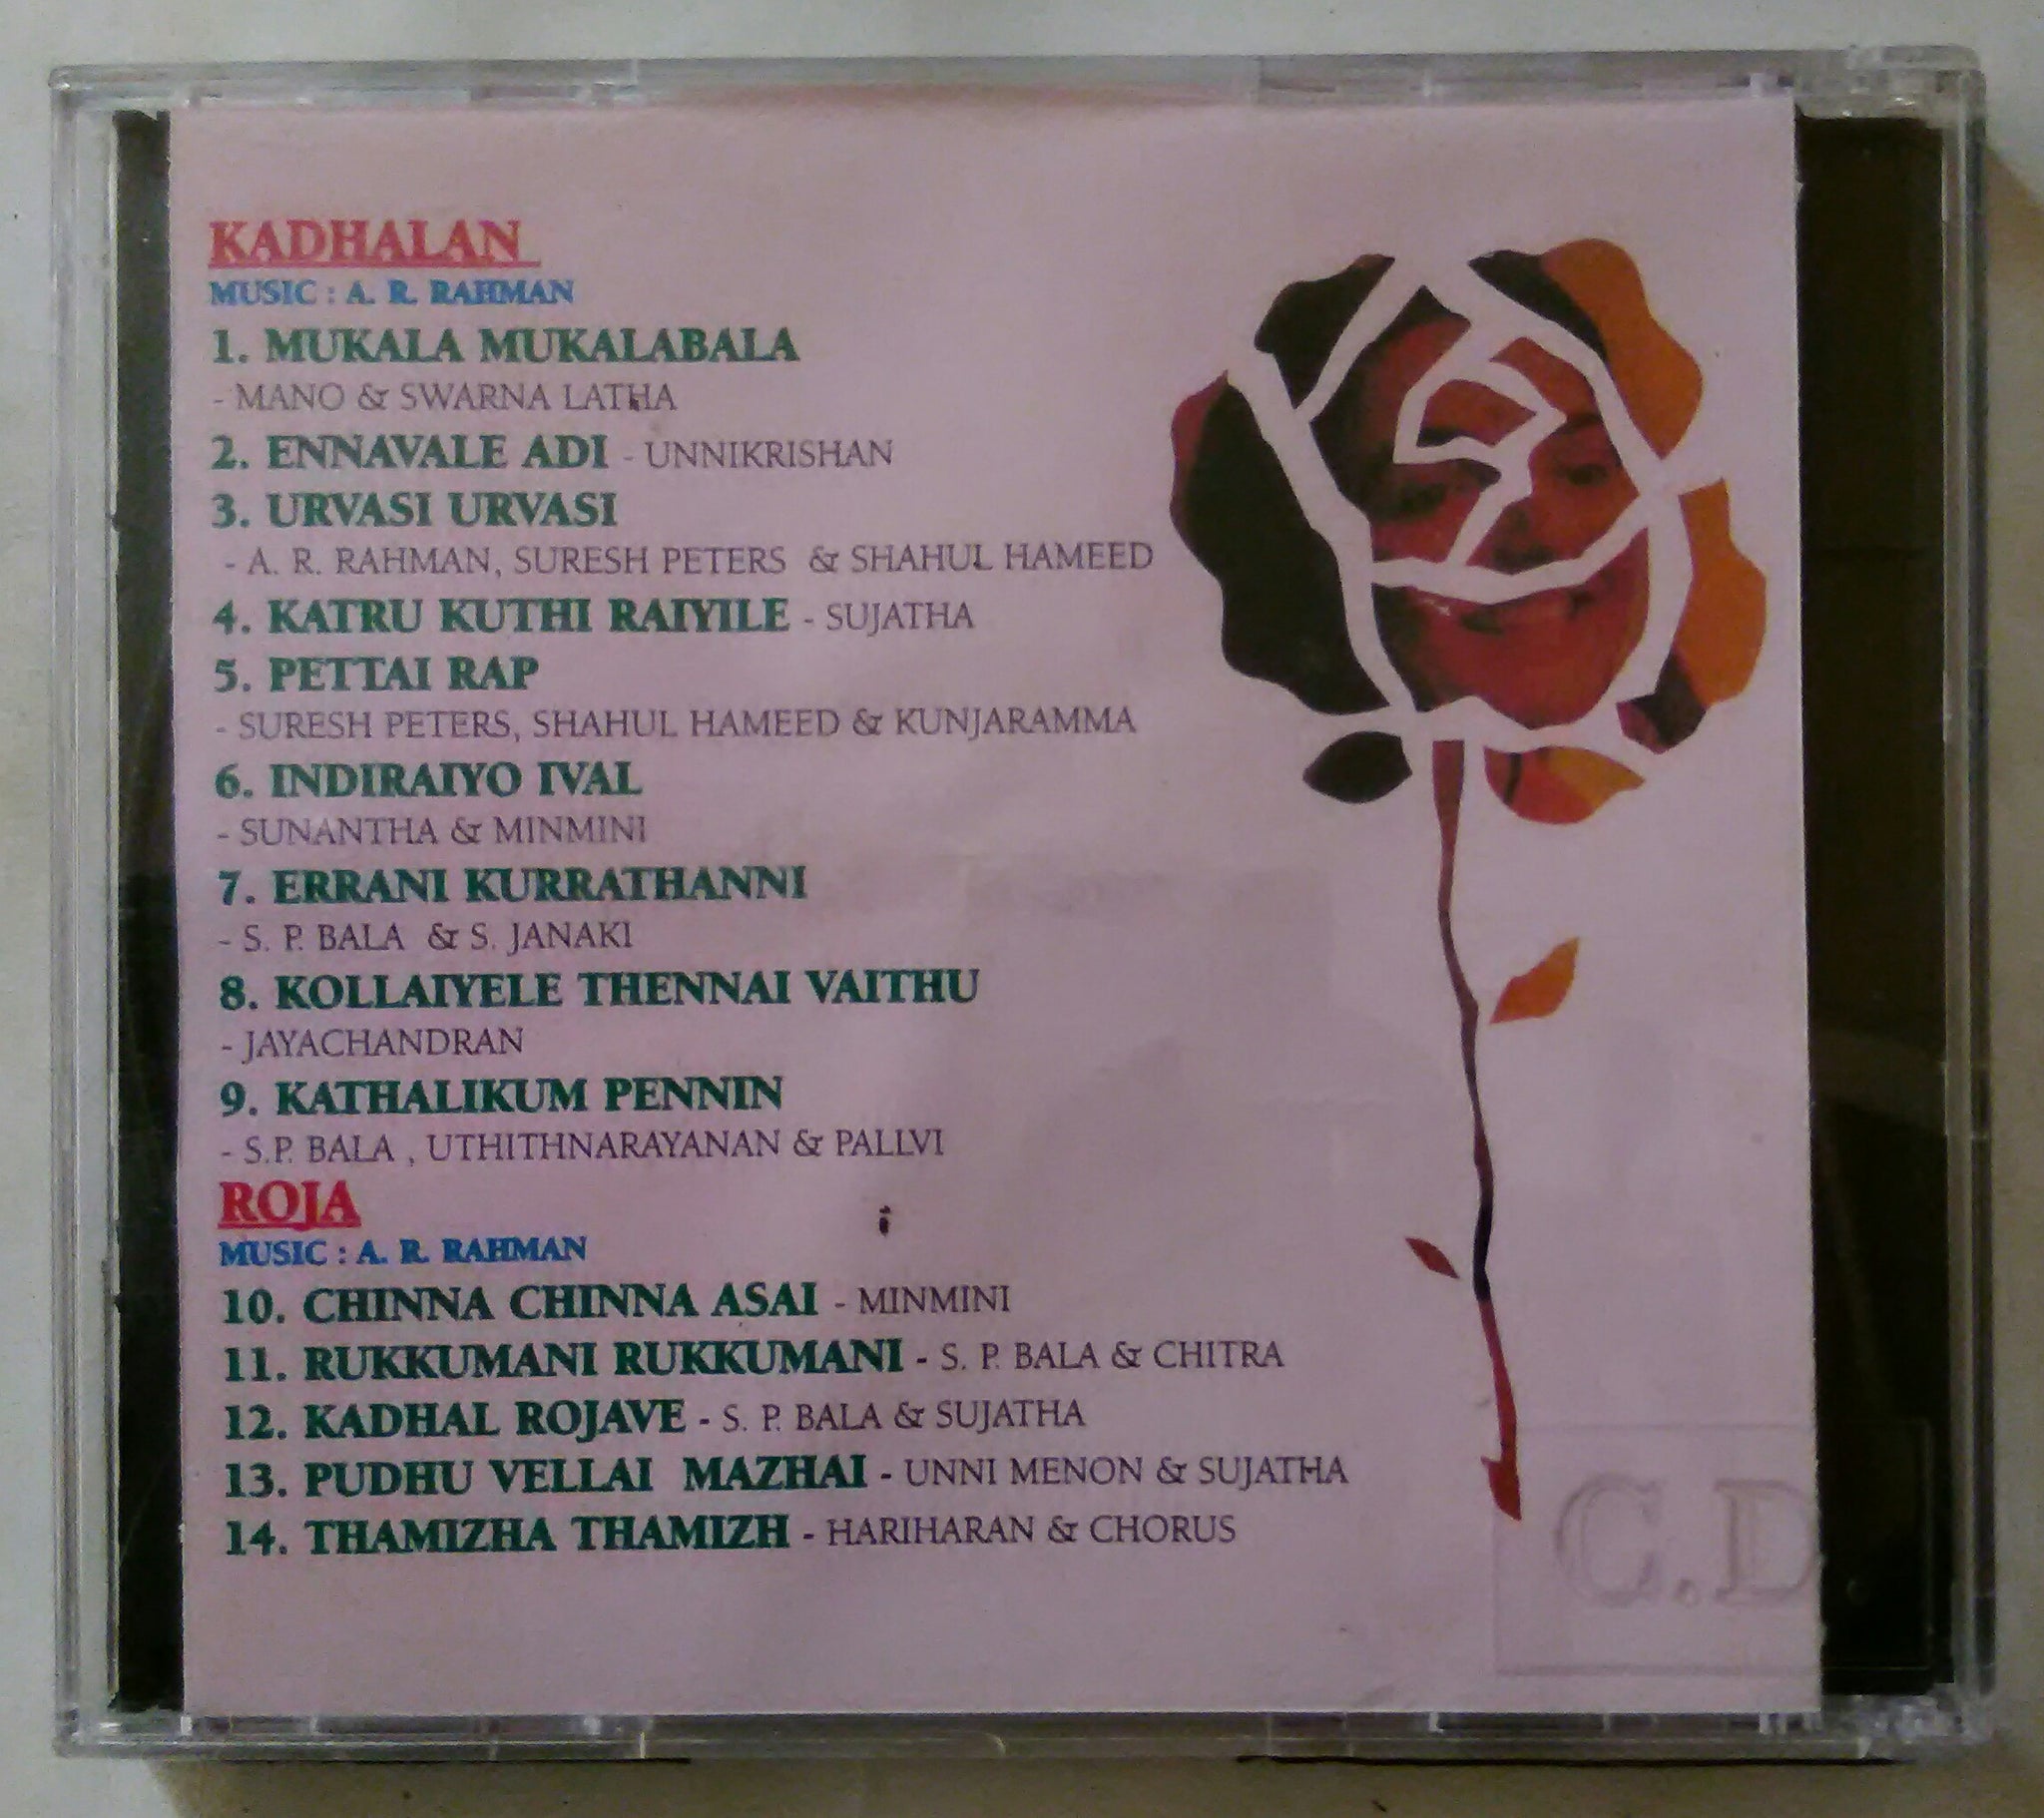 KADHALAN
MUSIC : A. R. RAHMAN
1. MUKALA MUKALABALA
- MANO & SWARNA LATHA
2. ENNAVALE ADI - UNNIKRISHAN
3. URVASI URVASI
- A. R. RAHMAN, SURESH PETERS & SHAHUL HAMEED
4. KATRU KUTHI RAIYILE - SUJATHA
5. PETTAI RAP
- SURESH PETERS, SHAHUL HAMEED & KUNJARAMMA
6. INDIRAIYO IVAL
- SUNANTHA & MINMINI
7. ERRANI KURRATHANNI
- S. P. BALA & S. JANAKI
8. KOLLAIYELE THENNAI VAITHU
- JAYACHANDRAN
9. KATHALIKUM PENNIN
- S.P. BALA , UTHITHNARAYANAN & PALLVI
ROJA
MUSIC : A. R. RAHMAN
10. CHINNA CHINNA ASAI - MINMINI
11. RUKKUMANI RUKKUMANI - S. P. BALA & CHITRA
12. KADHAL ROJAVE - S. P. BALA & SUJATHA
13. PUDHU VELLAI MAZHAI - UNNI MENON & SUJATHA
14. THAMIZHA THAMIZH - HARIHARAN & CHORUS
C.D